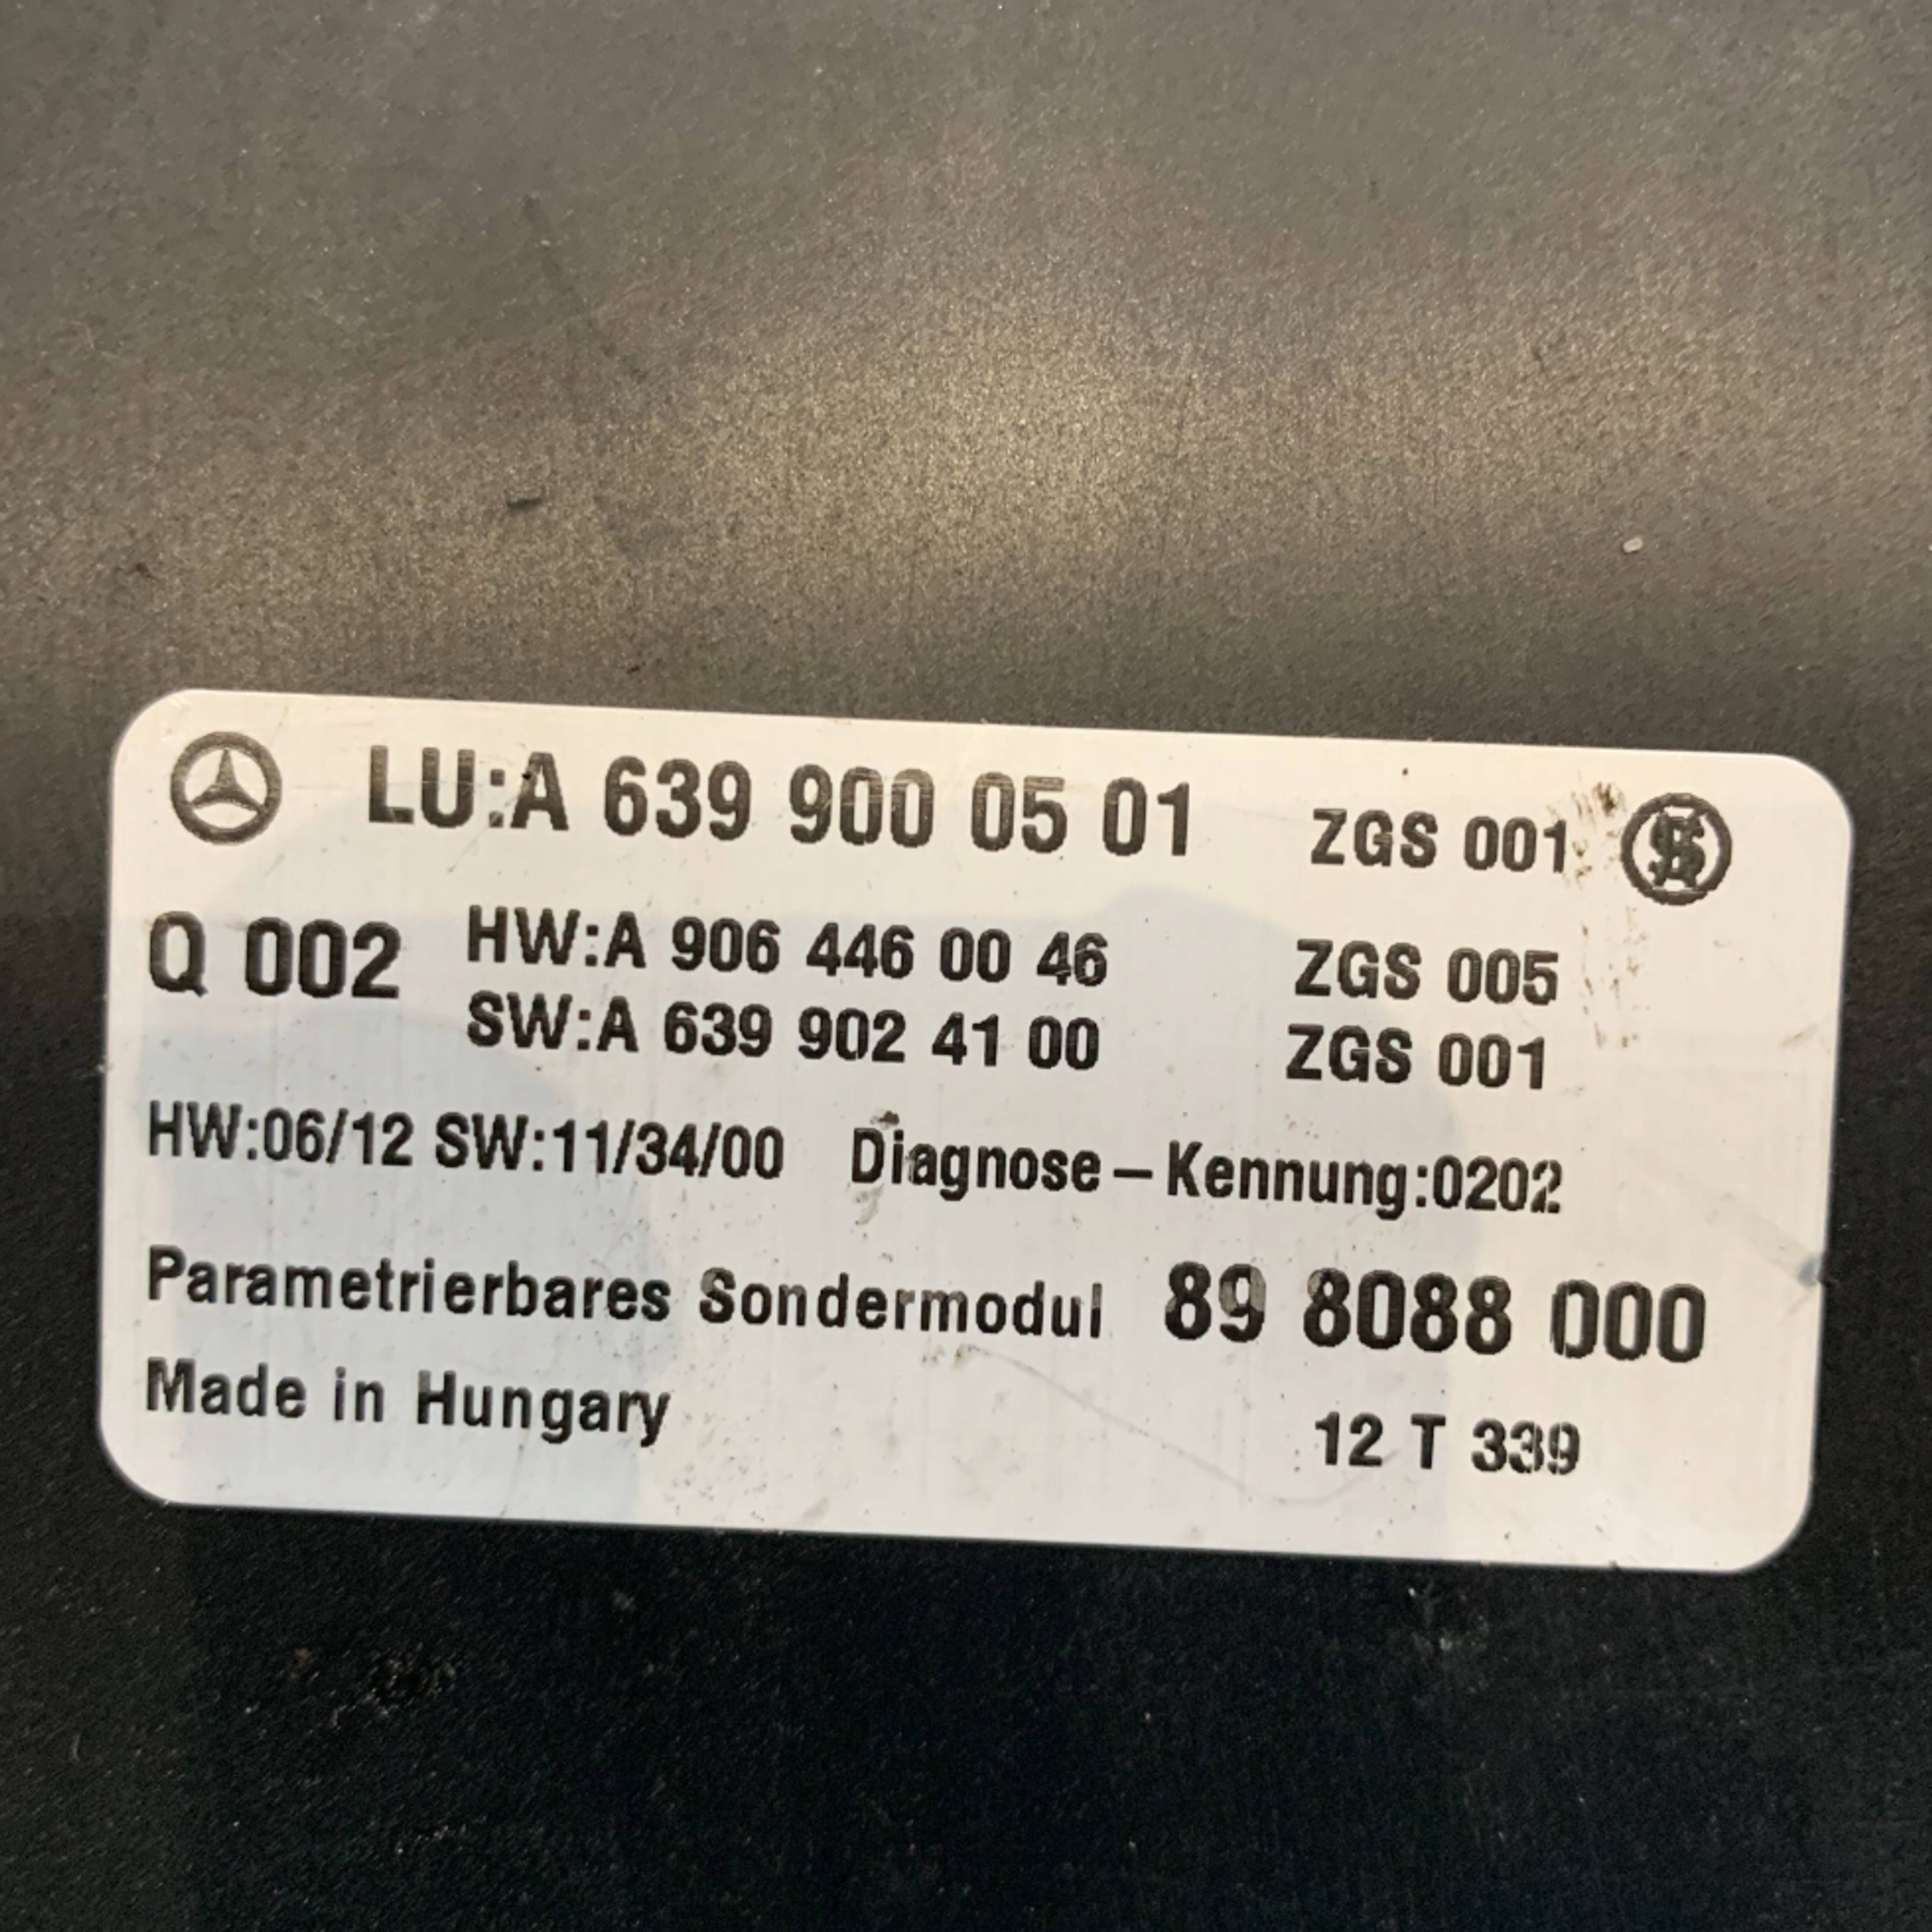 LU:A 639 900 05 01 ZGS 001
Q 002 HW:A 906 446 00 46 ZGS 005
SW:A 639 902 41 00 ZGS 001
HW:06/12 SW:11/34/00 Diagnose – Kennung:0202
Parametrierbares Sondermodul 89 8088 000
Made in Hungary
12 T 339